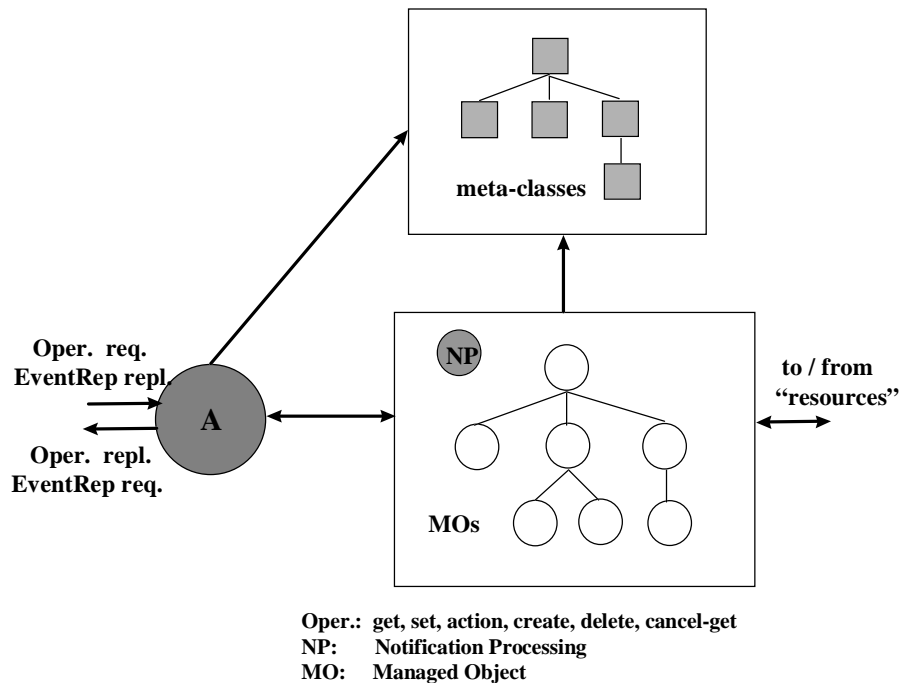 meta-classes
Oper. req.
EventRep repl.
A
Oper. repl.
EventRep req.
NP
MOs
to / from
“resources”
Oper.: get, set, action, create, delete, cancel-get
NP: Notification Processing
MO: Managed Object